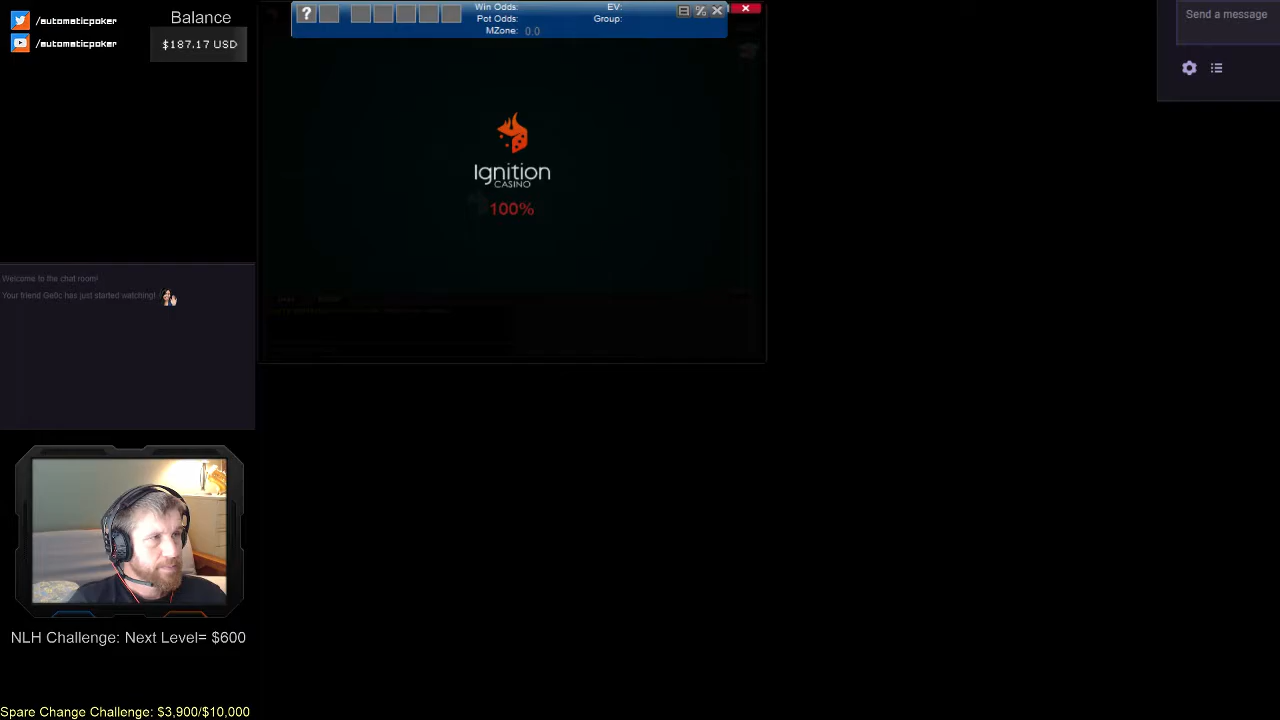 /automaticpoker
/automaticpoker
Balance
$187.17 USD
?
Win Odds:
Pot Odds:
MZone: 0.0
EV:
Group:
Ignition
CASINO
100%
Send a message
Welcome to the chat room!
Your friend Ge0c has just started watching!
NLH Challenge: Next Level= $600
Spare Change Challenge: $3,900/$10,000